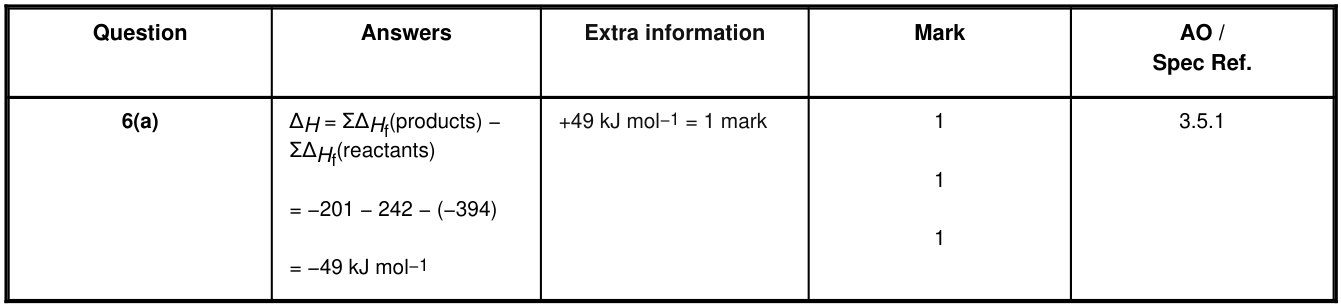 Question Answers Extra information Mark AO /
Spec Ref.
6(a) ΔH = ΣΔHf(products) − +49 kJ mol−1 = 1 mark 1 3.5.1
ΣΔHf(reactants)
1
= −201 − 242 − (−394)
1
= −49 kJ mol−1